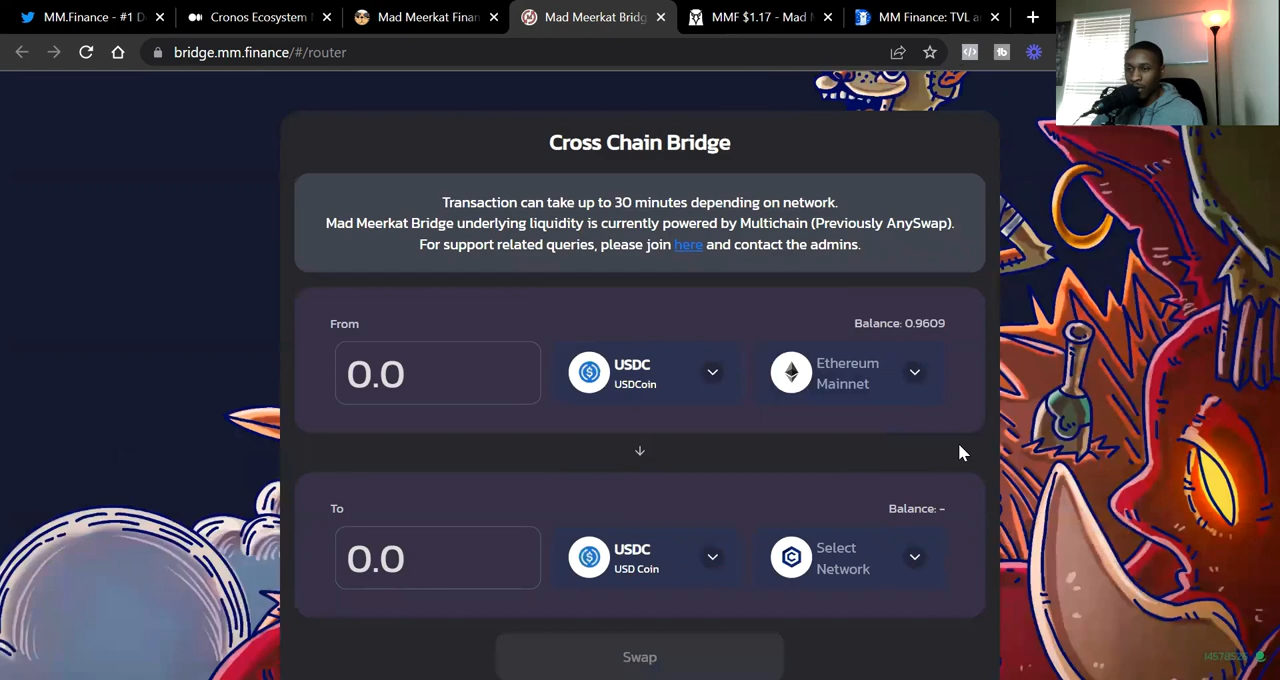 MM.Finance - #1 D
Cronos Ecosystem
Mad Meerkat Finan
Mad Meerkat Bridg
MMF $1.17 - Mad
MM Finance: TVL a
bridge.mm.finance/#/router
tb
Cross Chain Bridge
Transaction can take up to 30 minutes depending on network.
Mad Meerkat Bridge underlying liquidity is currently powered by Multichain (Previously AnySwap).
For support related queries, please join here and contact the admins.
From
Balance: 0.9609
0.0
USDC
USDCoin
Ethereum
Mainnet
To
Balance: -
0.0
USDC
USD Coin
Select
Network
Swap